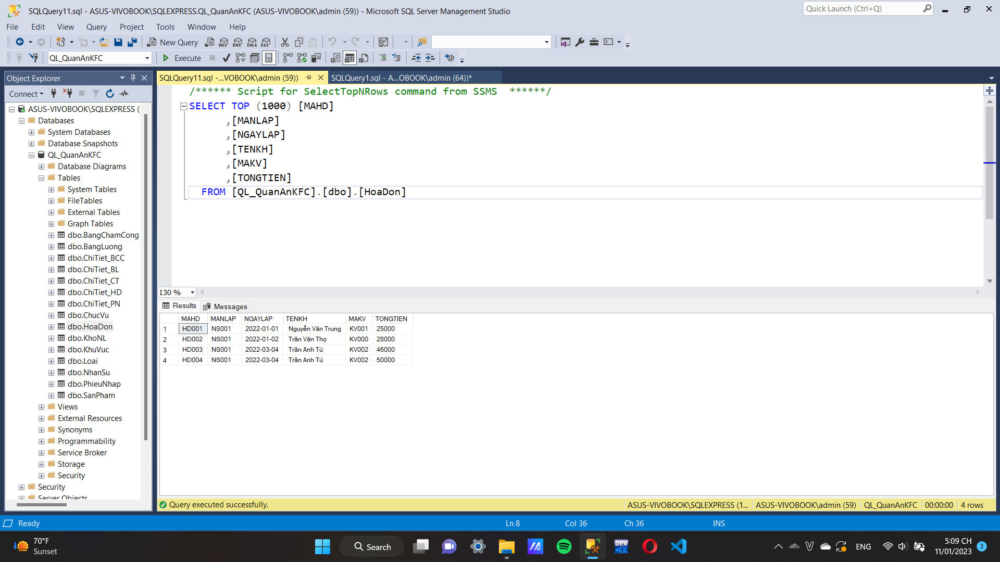 SQLQuery11.sql - ASUS-VIVOBOOK\SQLEXPRESS.QL_QuanAnKFC (ASUS-VIVOBOOK\admin (59)) - Microsoft SQL Server Management Studio
Quick Launch (Ctrl+Q)
File Edit View Query Project Tools Window Help
New Query MDX DMX XMLA DAX
QL_QuanAnKFC Execute
Object Explorer
Connect
ASUS-VIVOBOOK\SQLEXPRESS (
Databases
System Databases
Database Snapshots
QL_QuanAnKFC
Database Diagrams
Tables
System Tables
FileTables
External Tables
Graph Tables
dbo.BangChamCong
dbo.BangLuong
dbo.ChiTiet_BCC
dbo.ChiTiet_BL
dbo.ChiTiet_CT
dbo.ChiTiet_HD
dbo.ChiTiet_PN
dbo.ChucVu
dbo.HoaDon
dbo.KhoNL
dbo.KhuVuc
dbo.Loai
dbo.NhanSu
dbo.PhieuNhap
dbo.SanPham
Views
External Resources
Synonyms
Programmability
Service Broker
Storage
Security
Security
Server Objects
SQLQuery11.sql -...VOBOOK\admin (59)) SQLQuery1.sql - A...OBOOK\admin (64))*
/****** Script for SelectTopNRows command from SSMS  ******/
SELECT TOP (1000) [MAHD]
,[MANLAP]
,[NGAYLAP]
,[TENKH]
,[MAKV]
,[TONGTIEN]
FROM [QL_QuanAnKFC].[dbo].[HoaDon]
130 %
Results Messages
MAHD MANLAP NGAYLAP TENKH MAKV TONGTIEN
1 HD001 NS001 2022-01-01 Nguyễn Văn Trung KV001 25000
2 HD002 NS001 2022-01-02 Trần Văn Thọ KV000 28000
3 HD003 NS001 2022-03-04 Trần Anh Tú KV002 46000
4 HD004 NS001 2022-03-04 Trần Anh Tú KV002 50000
Query executed successfully. ASUS-VIVOBOOK\SQLEXPRESS (1... ASUS-VIVOBOOK\admin (59) QL_QuanAnKFC 00:00:00 4 rows
Ready Ln 8 Col 36 Ch 36 INS
70°F
Sunset
Search
DEV C++
ENG
5:09 CH
11/01/2023
3